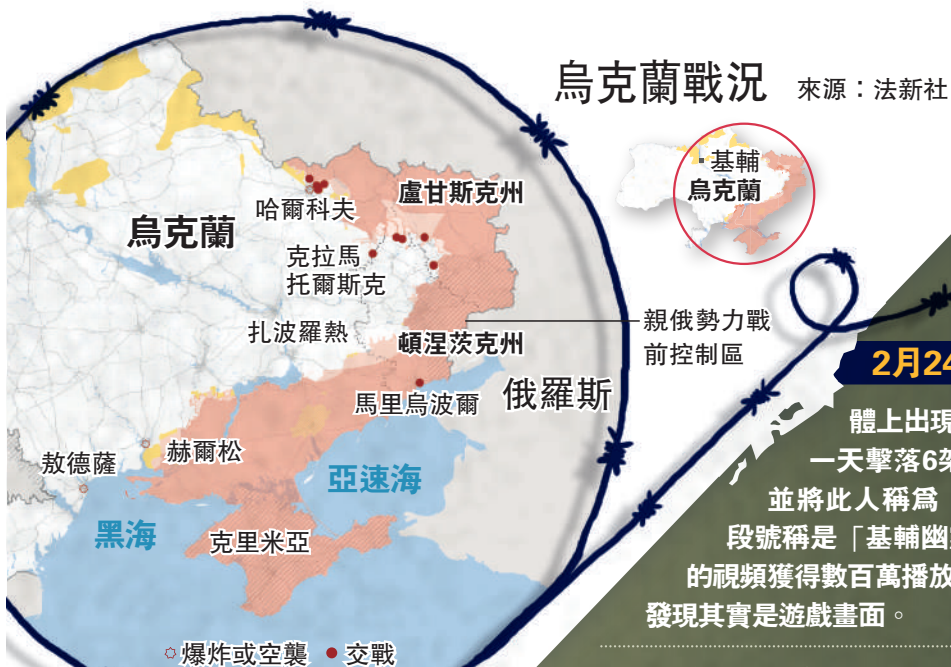 烏克蘭戰況 來源：法新社
基輔
烏克蘭
哈爾科夫
盧甘斯克州
烏克蘭
克拉馬
托爾斯克
扎波羅熱
親俄勢力戰
前控制區
頓涅茨克州
馬里烏波爾
俄羅斯
敖德薩
赫爾松
亞速海
黑海
克里米亞
爆炸或空襲 交戰
2月24
體上出現
一天擊落6架
並將此人稱爲
段號稱是「基輔幽
的視頻獲得數百萬播放
發現其實是遊戲畫面。